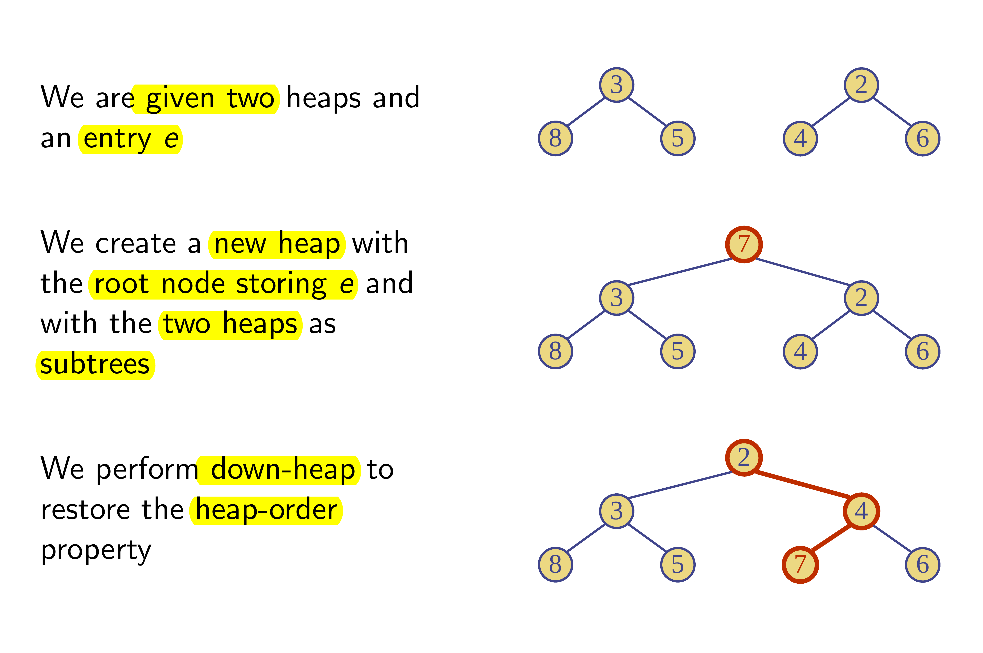 We are given two heaps and
an entry e
3
2
8
5
4
6
We create a new heap with
the root node storing e and
with the two heaps as
subtrees
7
3
2
8
5
4
6
We perform down-heap to
restore the heap-order
property
2
3
4
8
5
7
6